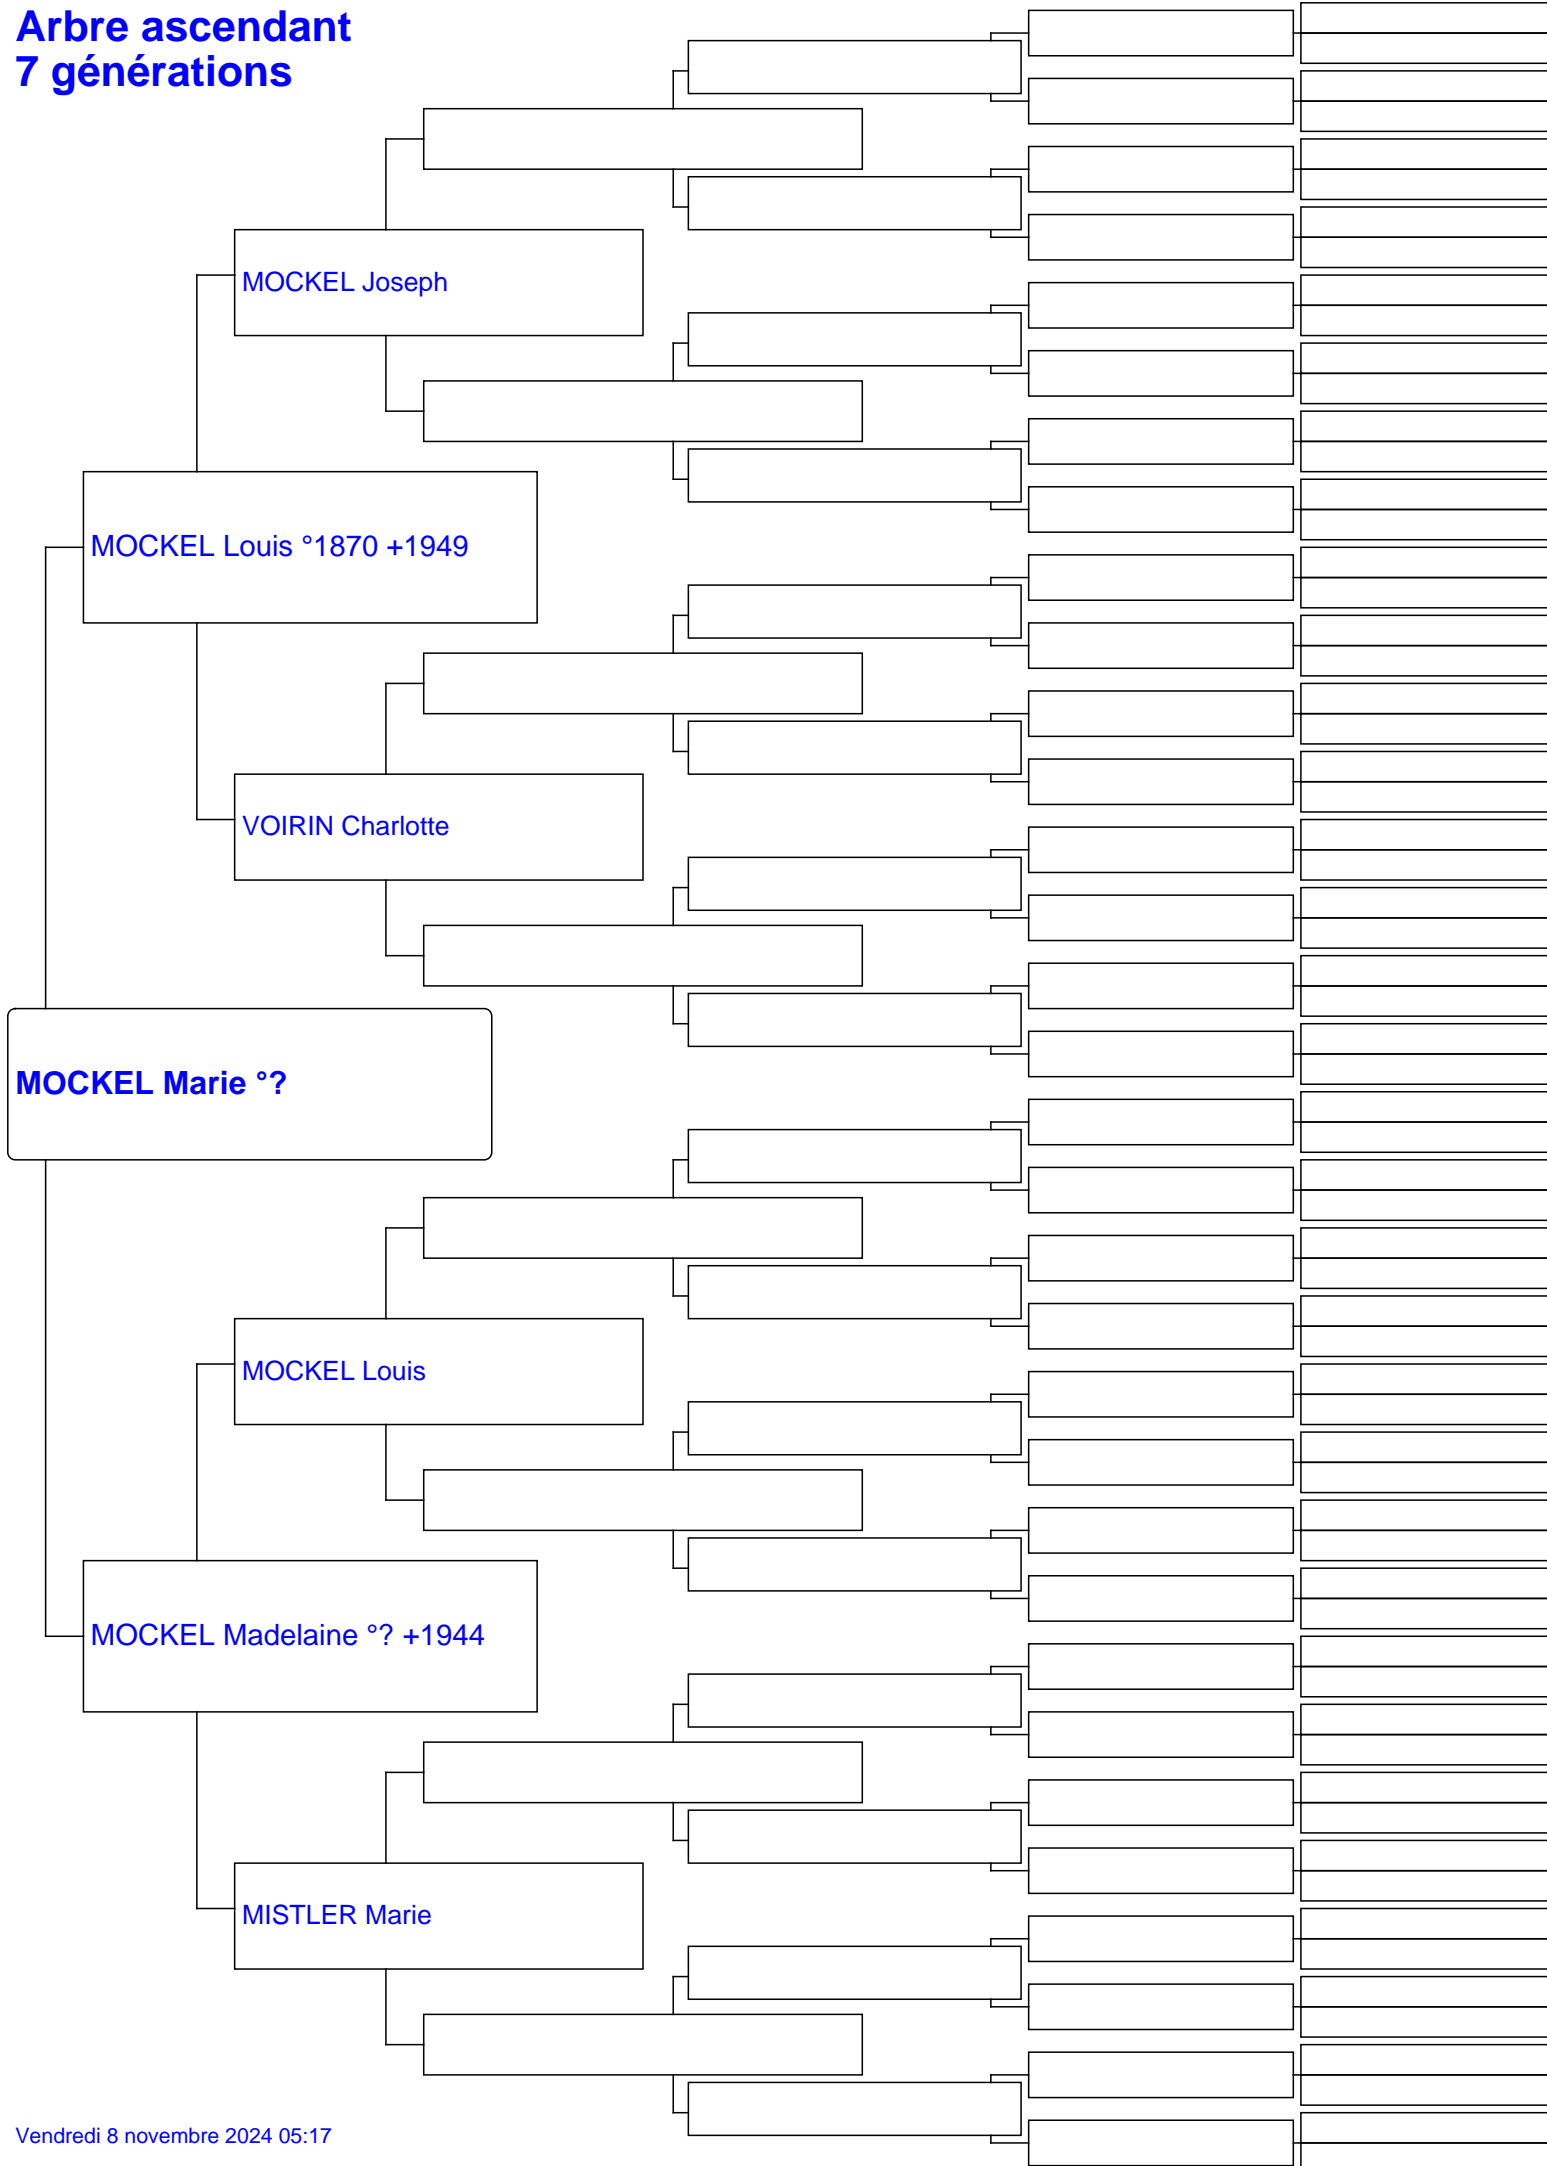 Arbre ascendant
7 générations
MOCKEL Joseph
MOCKEL Louis °1870 +1949
VOIRIN Charlotte
MOCKEL Marie °?
MOCKEL Louis
MOCKEL Madelaine °? +1944
MISTLER Marie
Vendredi 8 novembre 2024 05:17